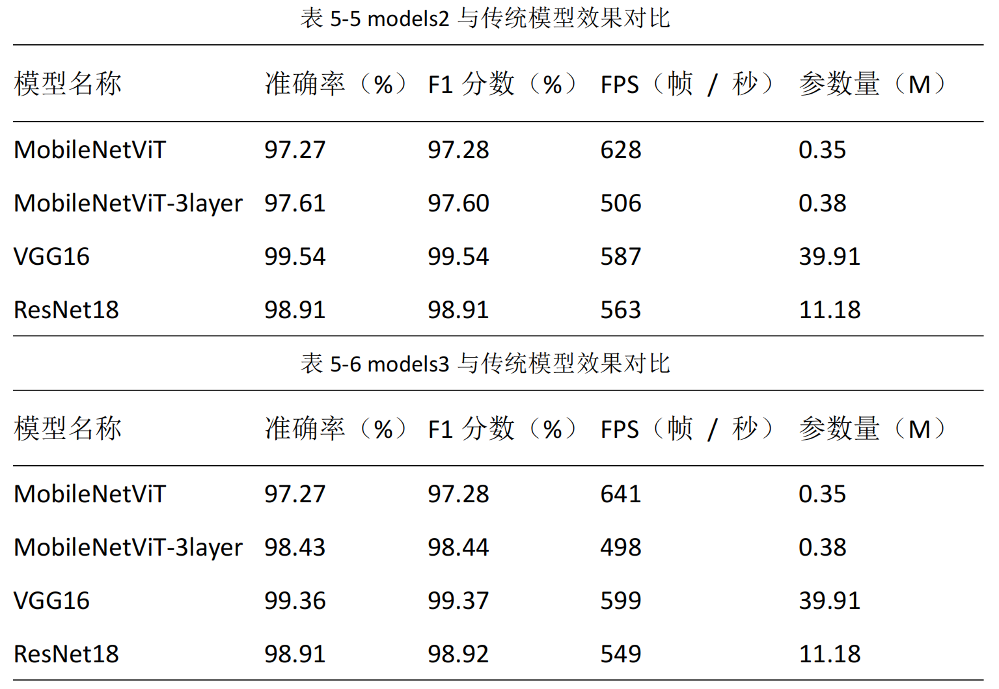 表 5-5 models2 与传统模型效果对比
模型名称 准确率（%） F1 分数（%） FPS（帧 / 秒） 参数量（M）
MobileNetViT 97.27 97.28 628 0.35
MobileNetViT-3layer 97.61 97.60 506 0.38
VGG16 99.54 99.54 587 39.91
ResNet18 98.91 98.91 563 11.18
表 5-6 models3 与传统模型效果对比
模型名称 准确率（%） F1 分数（%） FPS（帧 / 秒） 参数量（M）
MobileNetViT 97.27 97.28 641 0.35
MobileNetViT-3layer 98.43 98.44 498 0.38
VGG16 99.36 99.37 599 39.91
ResNet18 98.91 98.92 549 11.18